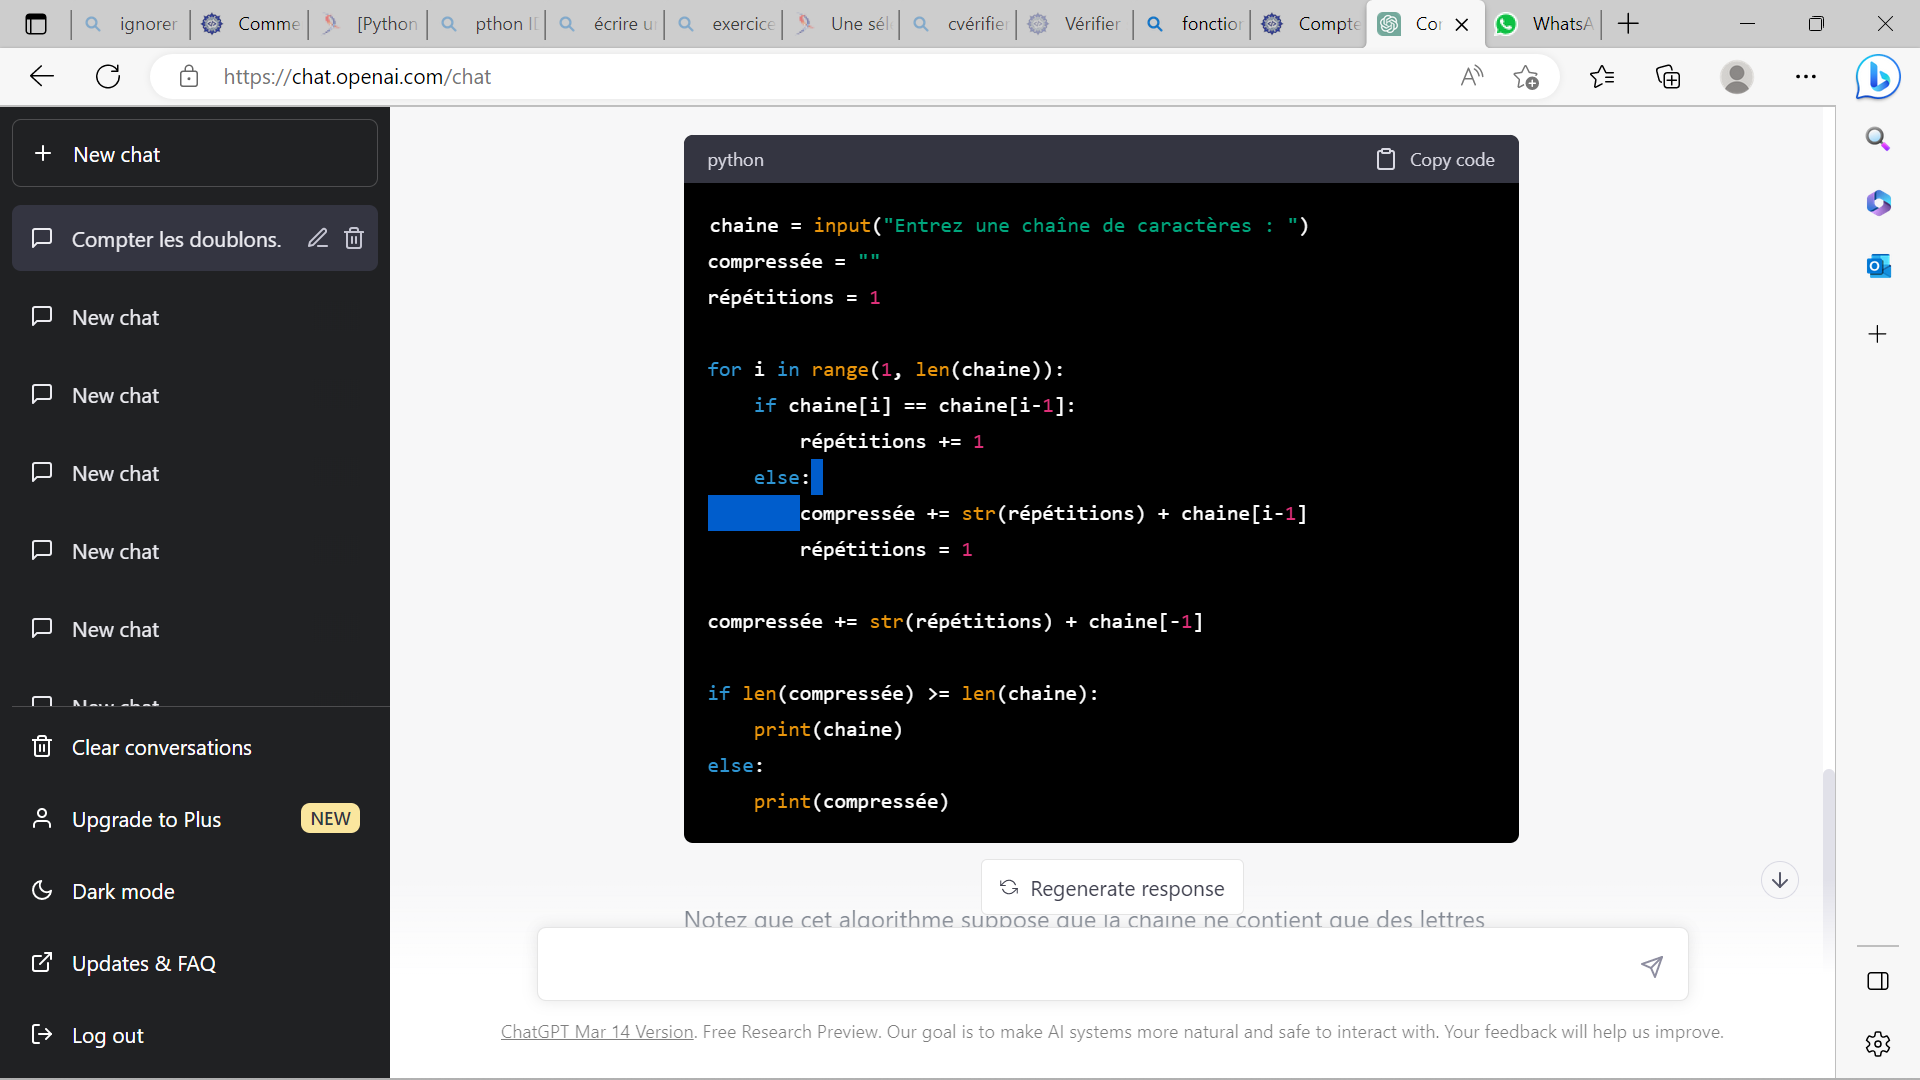 ignorer
Comme
[Python
pthon I
écrire u
exercice
Une sél
cvérifier
Vérifier
fonction
Compte
Co
WhatsA
https://chat.openai.com/chat
New chat
Compter les doublons.
New chat
New chat
New chat
New chat
New chat
New chat
Clear conversations
Upgrade to Plus NEW
Dark mode
Updates & FAQ
Log out
python Copy code
chaine = input("Entrez une chaîne de caractères : ")
compressée = ""
répétitions = 1
for i in range(1, len(chaine)):
    if chaine[i] == chaine[i-1]:
        répétitions += 1
    else:
        compressée += str(répétitions) + chaine[i-1]
        répétitions = 1
compressée += str(répétitions) + chaine[-1]
if len(compressée) >= len(chaine):
    print(chaine)
else:
    print(compressée)
Regenerate response
Notez que cet algorithme suppose que la chaîne ne contient que des lettres
ChatGPT Mar 14 Version. Free Research Preview. Our goal is to make AI systems more natural and safe to interact with. Your feedback will help us improve.